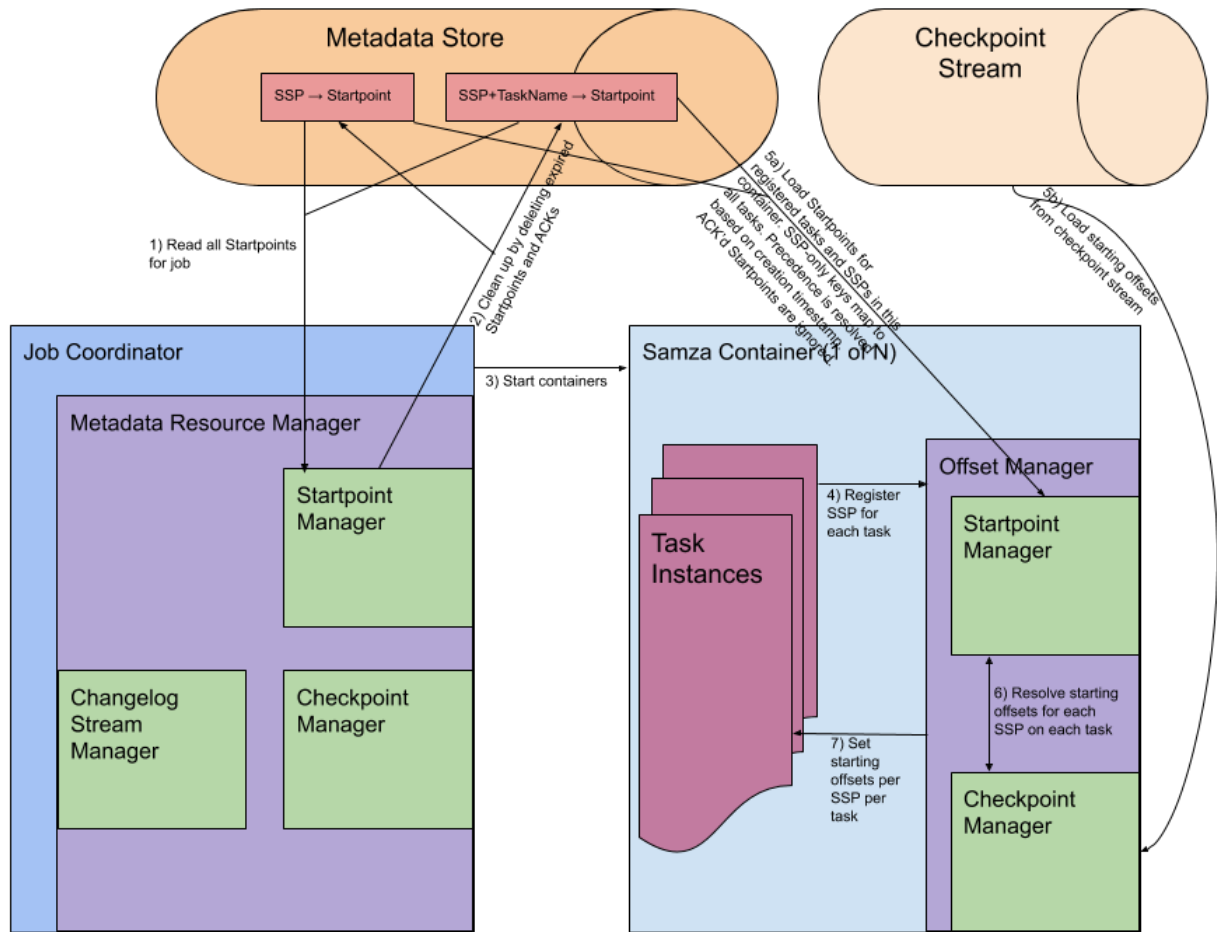 Metadata Store
Checkpoint
Stream
SSP → Startpoint
SSP+TaskName → Startpoint
1) Read all Startpoints
for job
2) Clean up by deleting expired
Startpoints and ACKs
5a) Load Startpoints for
registered tasks and SSPs in this
container. SSP-only keys map to
all tasks. Precedence is resolved
based on creation timestamp.
ACK'd Startpoints are ignored.
5b) Load starting offsets
from checkpoint stream
Job Coordinator
3) Start containers
Samza Container (1 of N)
Metadata Resource Manager
Startpoint
Manager
Changelog
Stream
Manager
Checkpoint
Manager
Task
Instances
4) Register
SSP for
each task
Offset Manager
Startpoint
Manager
6) Resolve starting
offsets for each
SSP on each task
7) Set
starting
offsets per
SSP per
task
Checkpoint
Manager